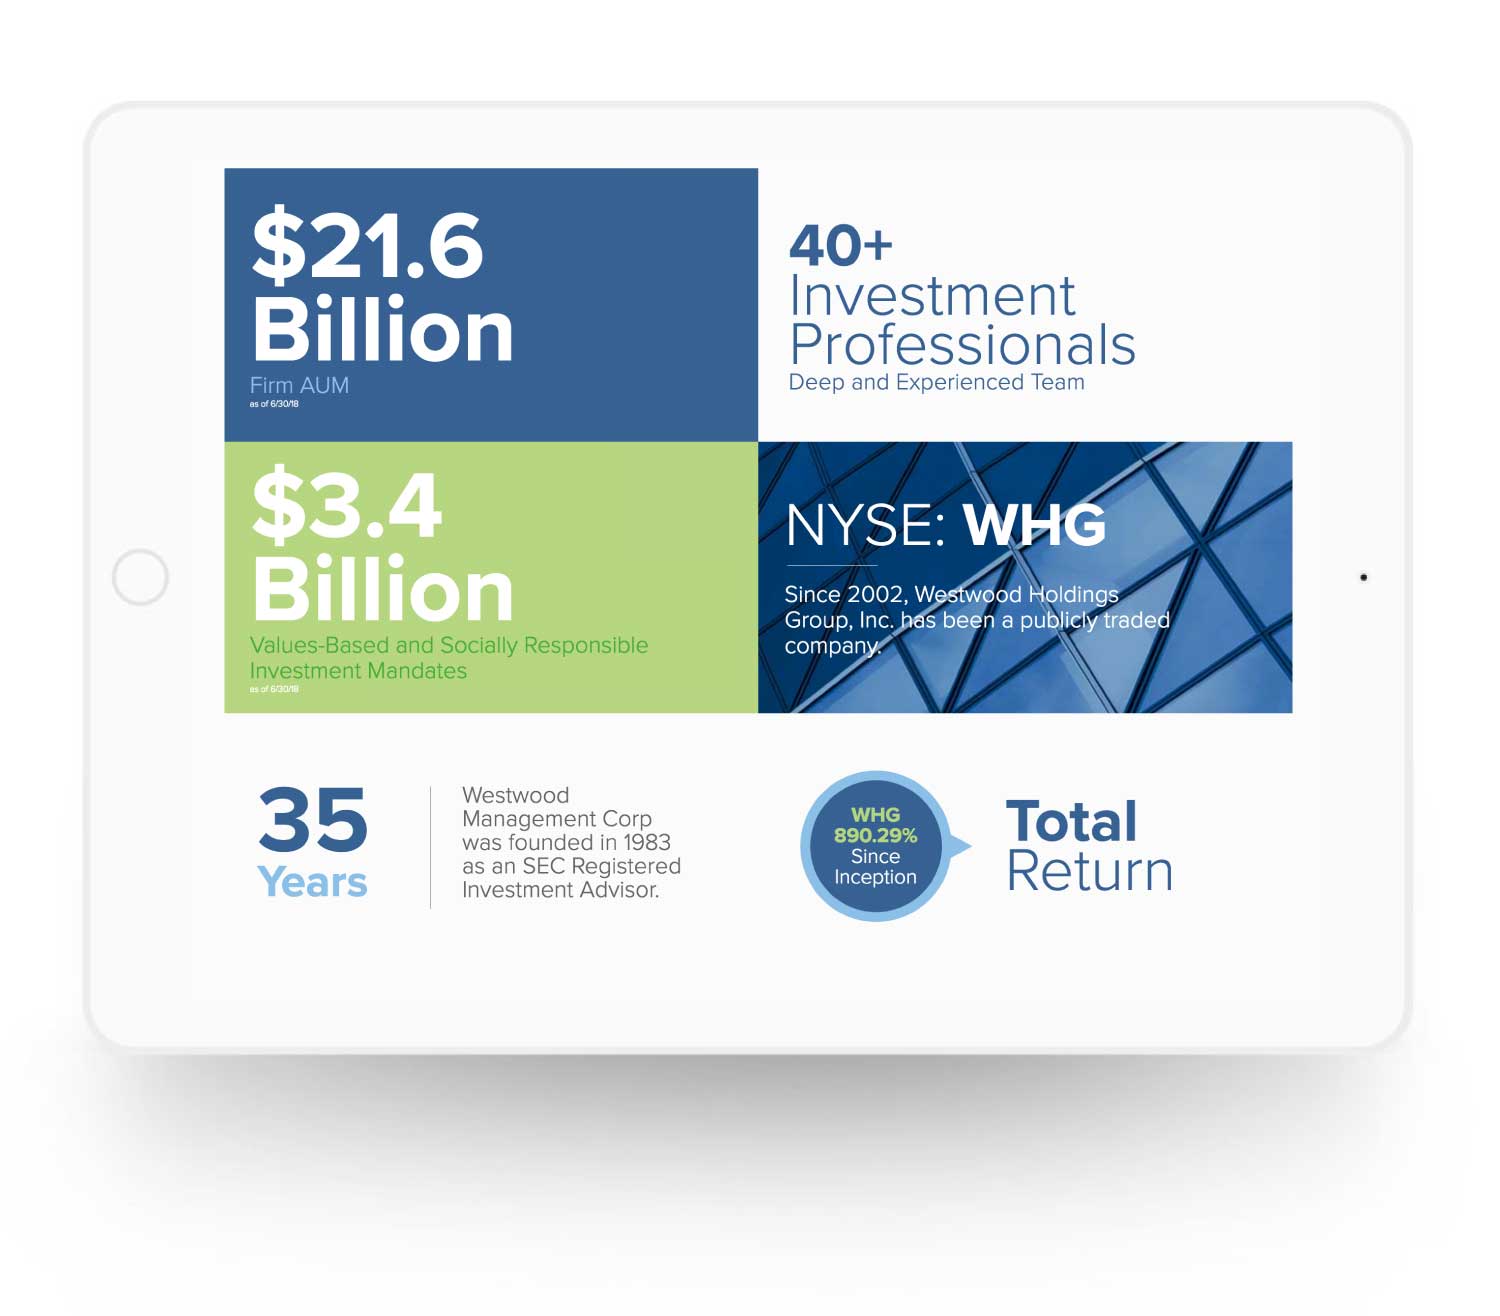 $21.6
Billion
Firm AUM
as of 6/30/18
40+
Investment
Professionals
Deep and Experienced Team
$3.4
Billion
Values-Based and Socially Responsible
Investment Mandates
as of 6/30/18
NYSE: WHG
Since 2002, Westwood Holdings
Group, Inc. has been a publicly traded
company.
35
Years
Westwood
Management Corp
was founded in 1983
as an SEC Registered
Investment Advisor.
WHG
890.29%
Since
Inception
Total
Return